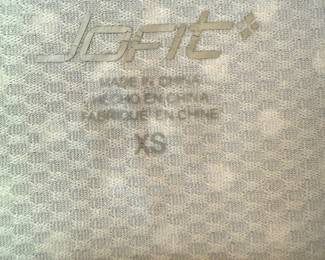 JOFIT
MADE IN CHINA
HECHO EN CHINA
FABRIQUÉ EN CHINE
XS